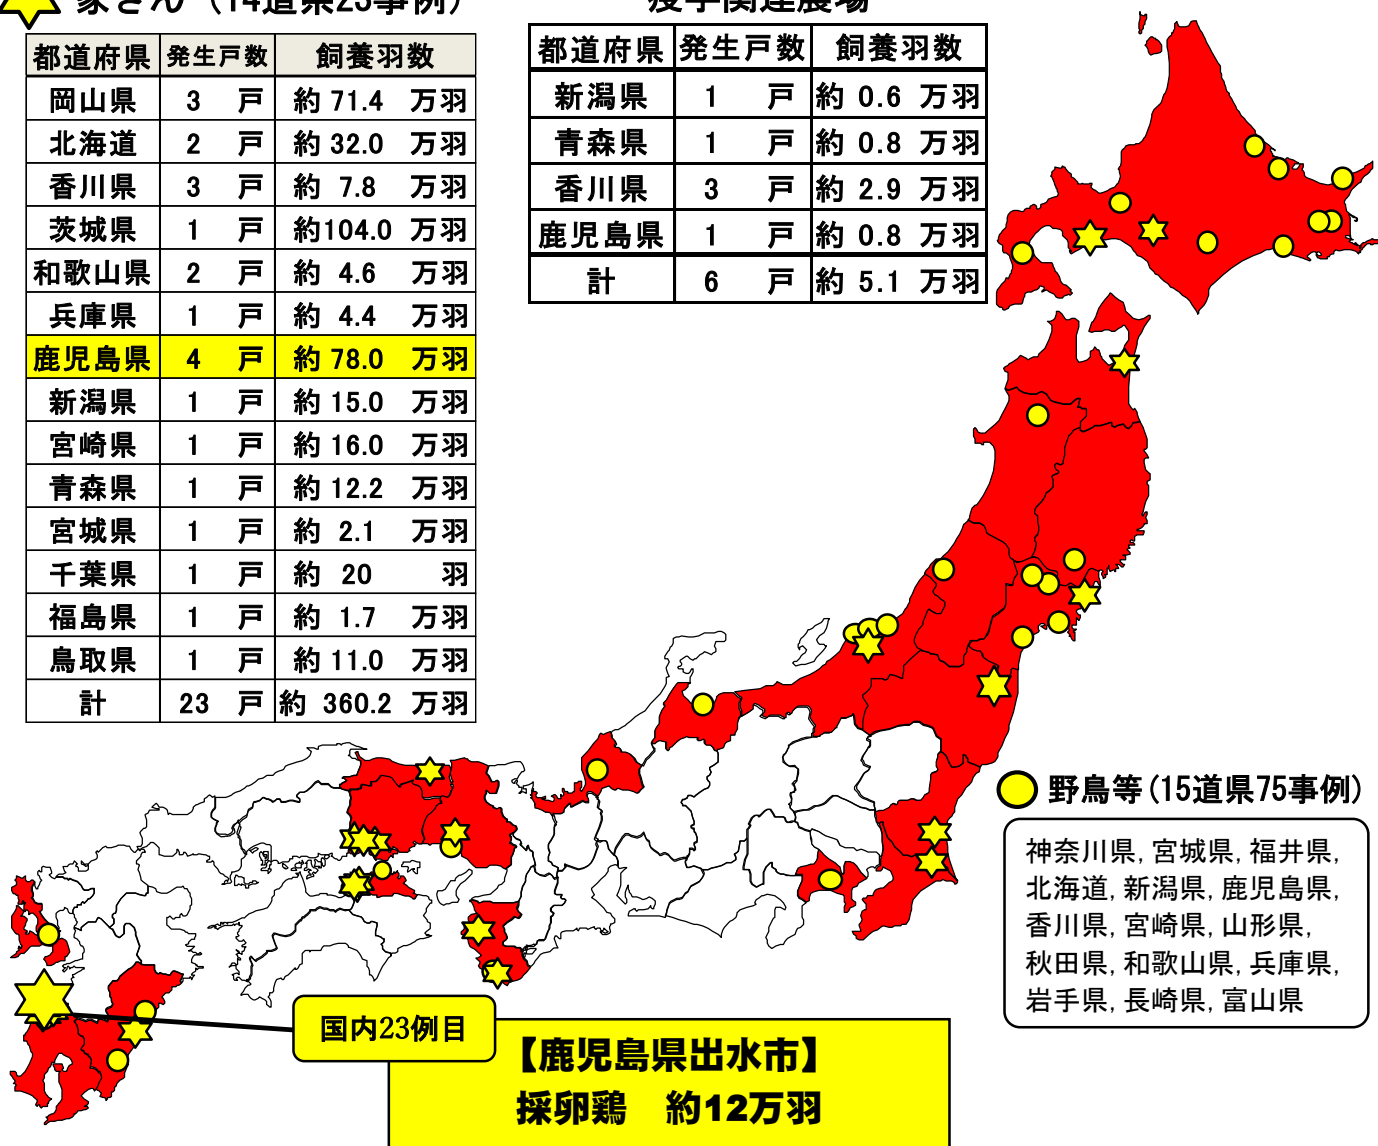 家きん（14道県23事例）
都道府県 発生戸数 飼養羽数
岡山県 3 戸 約 71.4 万羽
北海道 2 戸 約 32.0 万羽
香川県 3 戸 約 7.8 万羽
茨城県 1 戸 約104.0 万羽
和歌山県 2 戸 約 4.6 万羽
兵庫県 1 戸 約 4.4 万羽
鹿児島県 4 戸 約 78.0 万羽
新潟県 1 戸 約 15.0 万羽
宮崎県 1 戸 約 16.0 万羽
青森県 1 戸 約 12.2 万羽
宮城県 1 戸 約 2.1 万羽
千葉県 1 戸 約 20 羽
福島県 1 戸 約 1.7 万羽
鳥取県 1 戸 約 11.0 万羽
計 23 戸 約 360.2 万羽
疫学関連農場
都道府県 発生戸数 飼養羽数
新潟県 1 戸 約 0.6 万羽
青森県 1 戸 約 0.8 万羽
香川県 3 戸 約 2.9 万羽
鹿児島県 1 戸 約 0.8 万羽
計 6 戸 約 5.1 万羽
野鳥等(15道県75事例)
神奈川県, 宮城県, 福井県,
北海道, 新潟県, 鹿児島県,
香川県, 宮崎県, 山形県,
秋田県, 和歌山県, 兵庫県,
岩手県, 長崎県, 富山県
国内23例目
【鹿児島県出水市】
採卵鶏 約12万羽